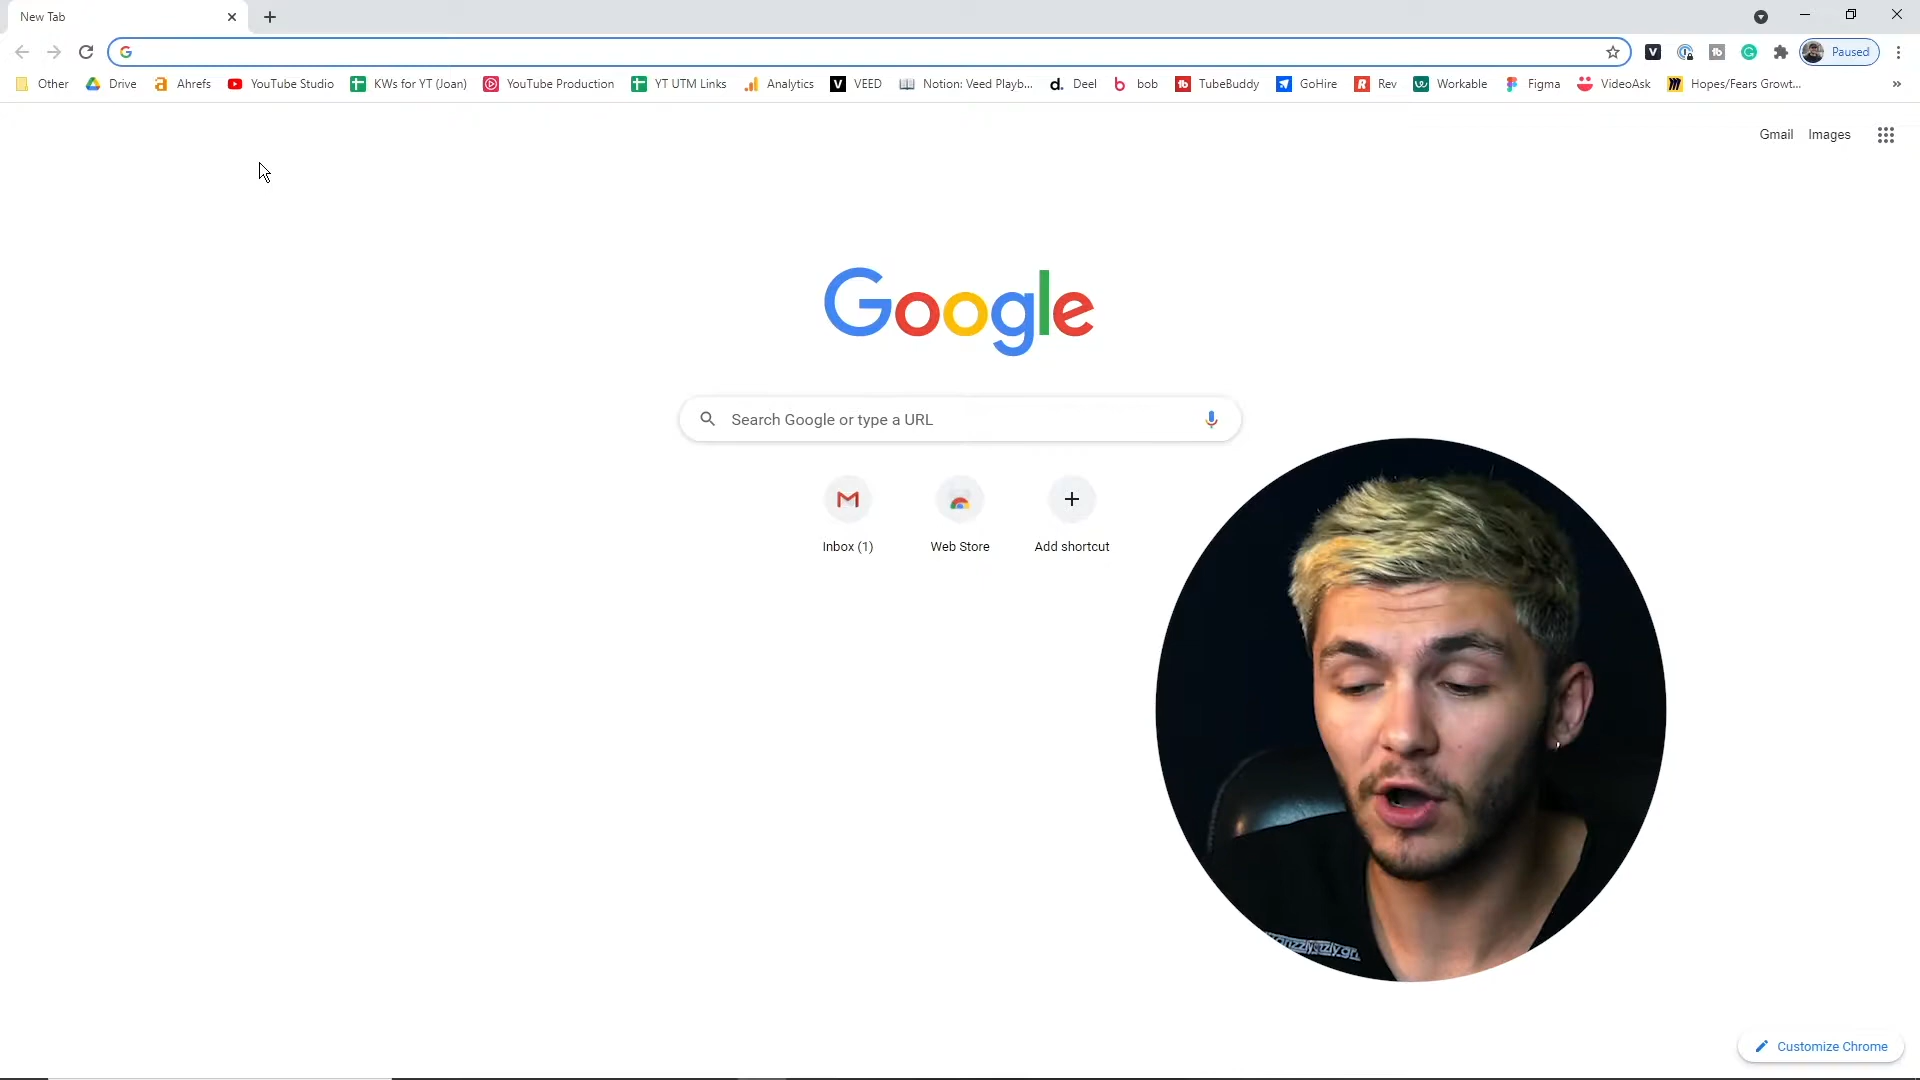 New Tab
Paused
Other Drive Ahrefs YouTube Studio KWs for YT (Joan) YouTube Production YT UTM Links Analytics VEED Notion: Veed Playb... Deel bob TubeBuddy GoHire Rev Workable Figma VideoAsk Hopes/Fears Growt... »
Gmail Images
Google
Search Google or type a URL
Inbox (1) Web Store Add shortcut
Customize Chrome